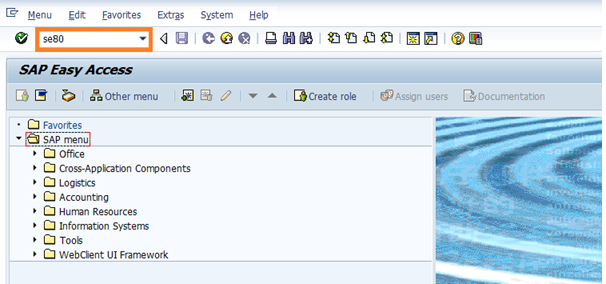 Menu Edit Favorites Extras System Help
se80
SAP Easy Access
Other menu Create role Assign users Documentation
Favorites
SAP menu
Office
Cross-Application Components
Logistics
Accounting
Human Resources
Information Systems
Tools
WebClient UI Framework